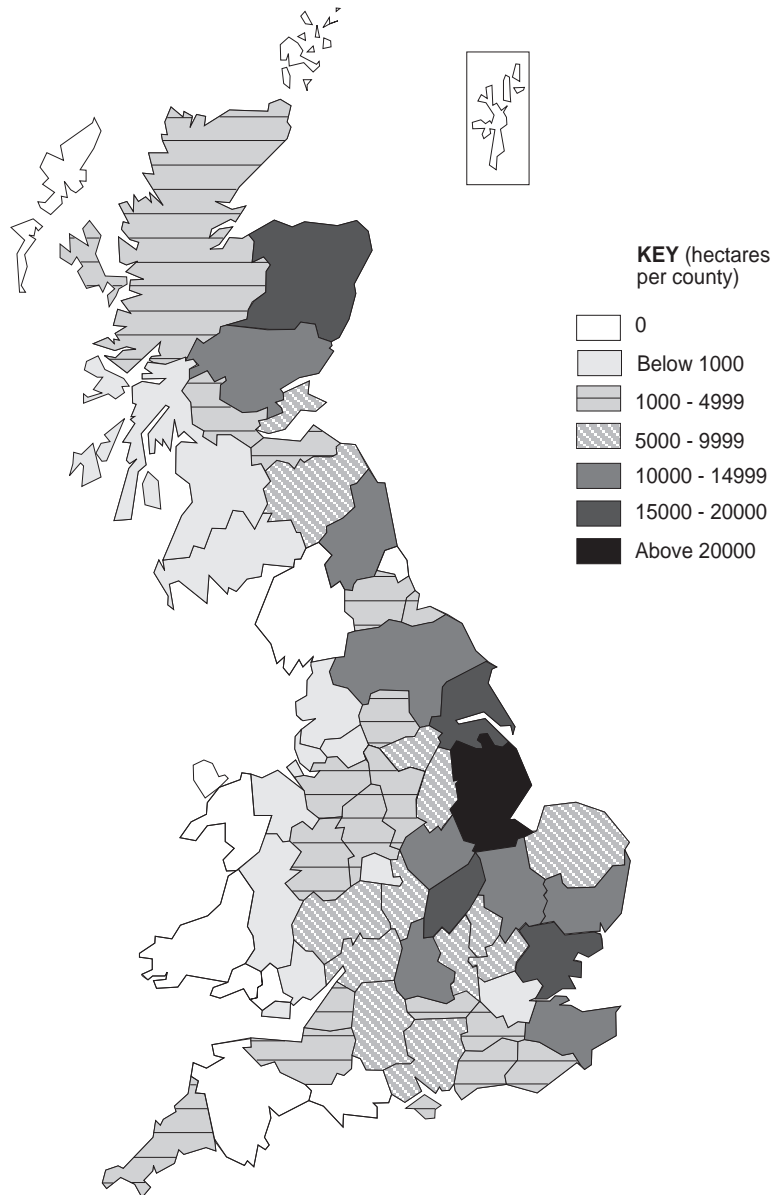 KEY (hectares
per county)
0
Below 1000
1000 - 4999
5000 - 9999
10000 - 14999
15000 - 20000
Above 20000